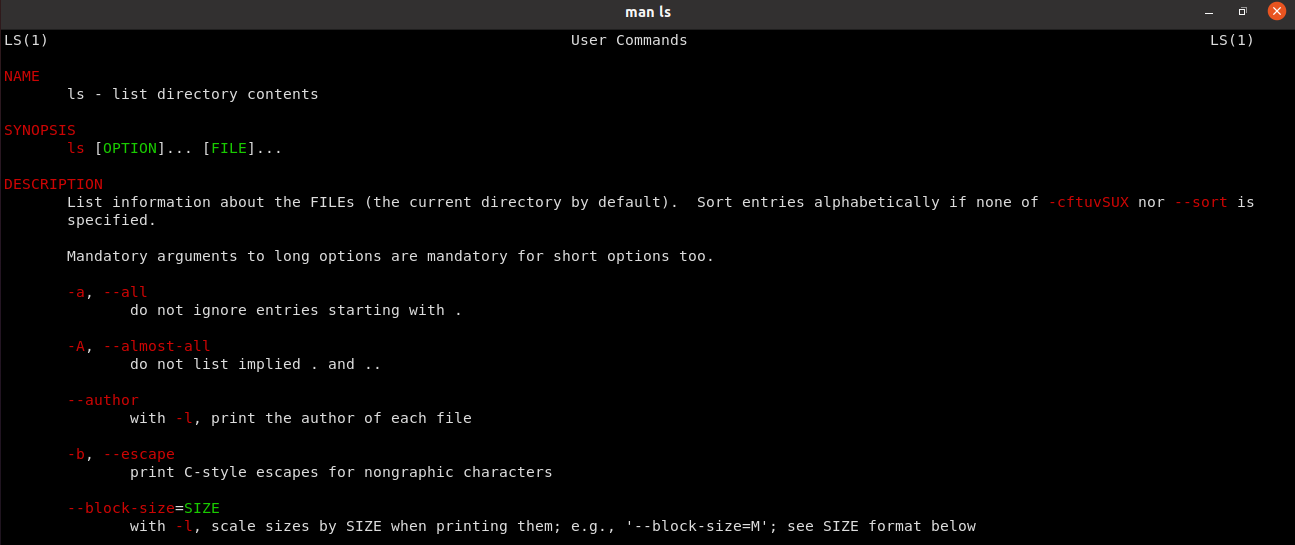 man ls
LS(1) User Commands LS(1)
NAME
ls - list directory contents
SYNOPSIS
ls [OPTION]... [FILE]...
DESCRIPTION
List information about the FILEs (the current directory by default).  Sort entries alphabetically if none of -cftuvSUX nor --sort is
specified.
Mandatory arguments to long options are mandatory for short options too.
-a, --all
do not ignore entries starting with .
-A, --almost-all
do not list implied . and ..
--author
with -l, print the author of each file
-b, --escape
print C-style escapes for nongraphic characters
--block-size=SIZE
with -l, scale sizes by SIZE when printing them; e.g., '--block-size=M'; see SIZE format below